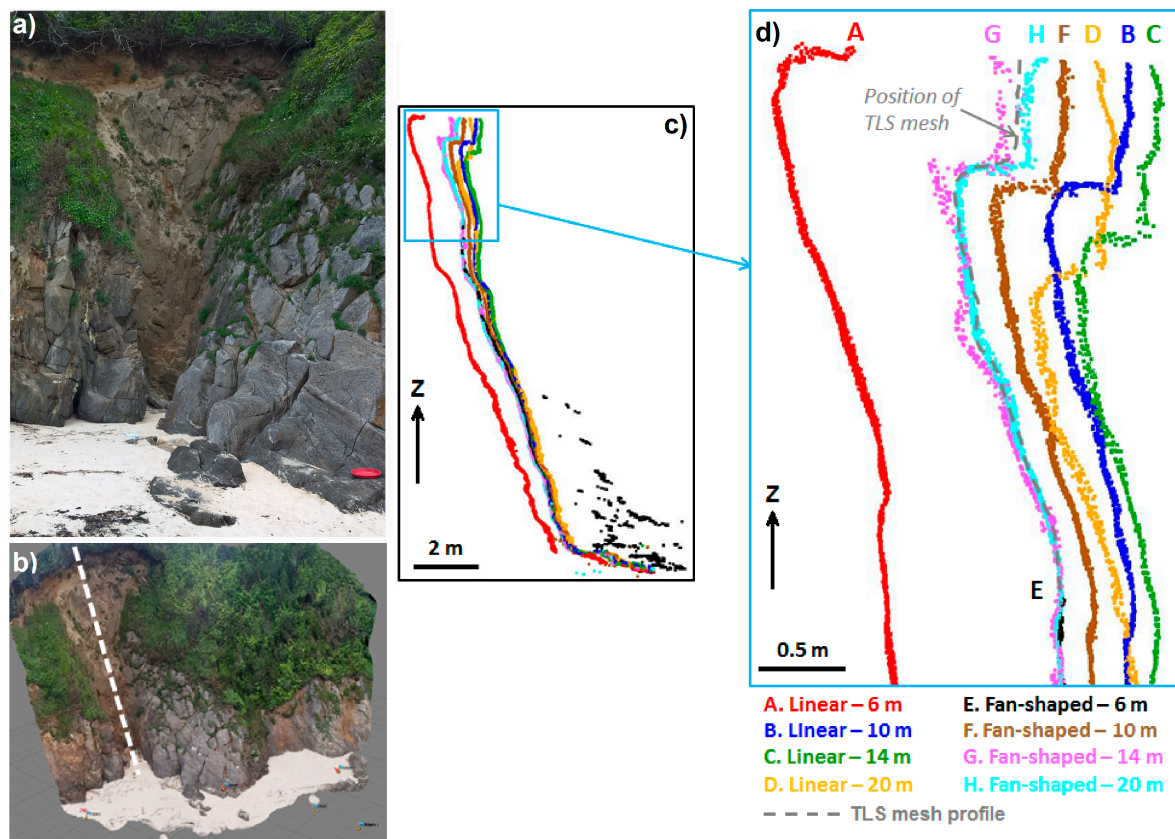 a)
b)
c)
Z
2 m
d)
A
G
H
F
D
B
C
Position of
TLS mesh
Z
E
0.5 m
A. Linear – 6 m
B. LInear – 10 m
C. Linear – 14 m
D. Linear – 20 m
E. Fan-shaped – 6 m
F. Fan-shaped – 10 m
G. Fan-shaped – 14 m
H. Fan-shaped – 20 m
TLS mesh profile